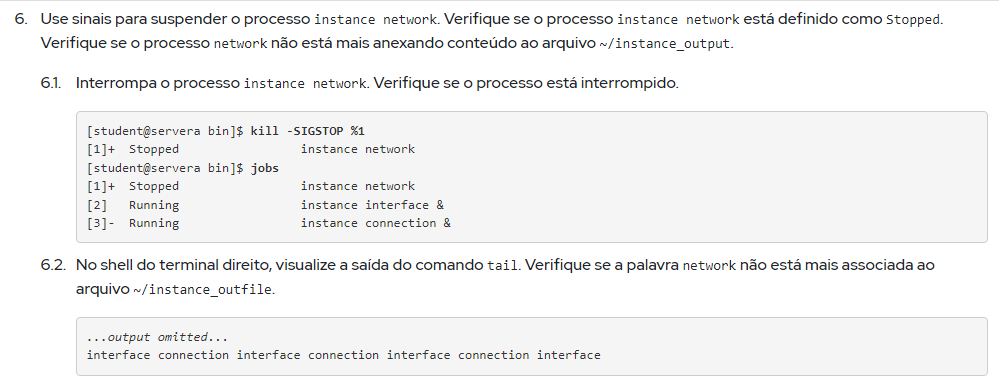 6. Use sinais para suspender o processo instance network. Verifique se o processo instance network está definido como Stopped.
Verifique se o processo network não está mais anexando conteúdo ao arquivo ~/instance_output.
6.1. Interrompa o processo instance network. Verifique se o processo está interrompido.
[student@servera bin]$ kill -SIGSTOP %1
[1]+  Stopped                 instance network
[student@servera bin]$ jobs
[1]+  Stopped                 instance network
[2]   Running                 instance interface &
[3]-  Running                 instance connection &
6.2. No shell do terminal direito, visualize a saída do comando tail. Verifique se a palavra network não está mais associada ao
arquivo ~/instance_outfile.
...output omitted...
interface connection interface connection interface connection interface